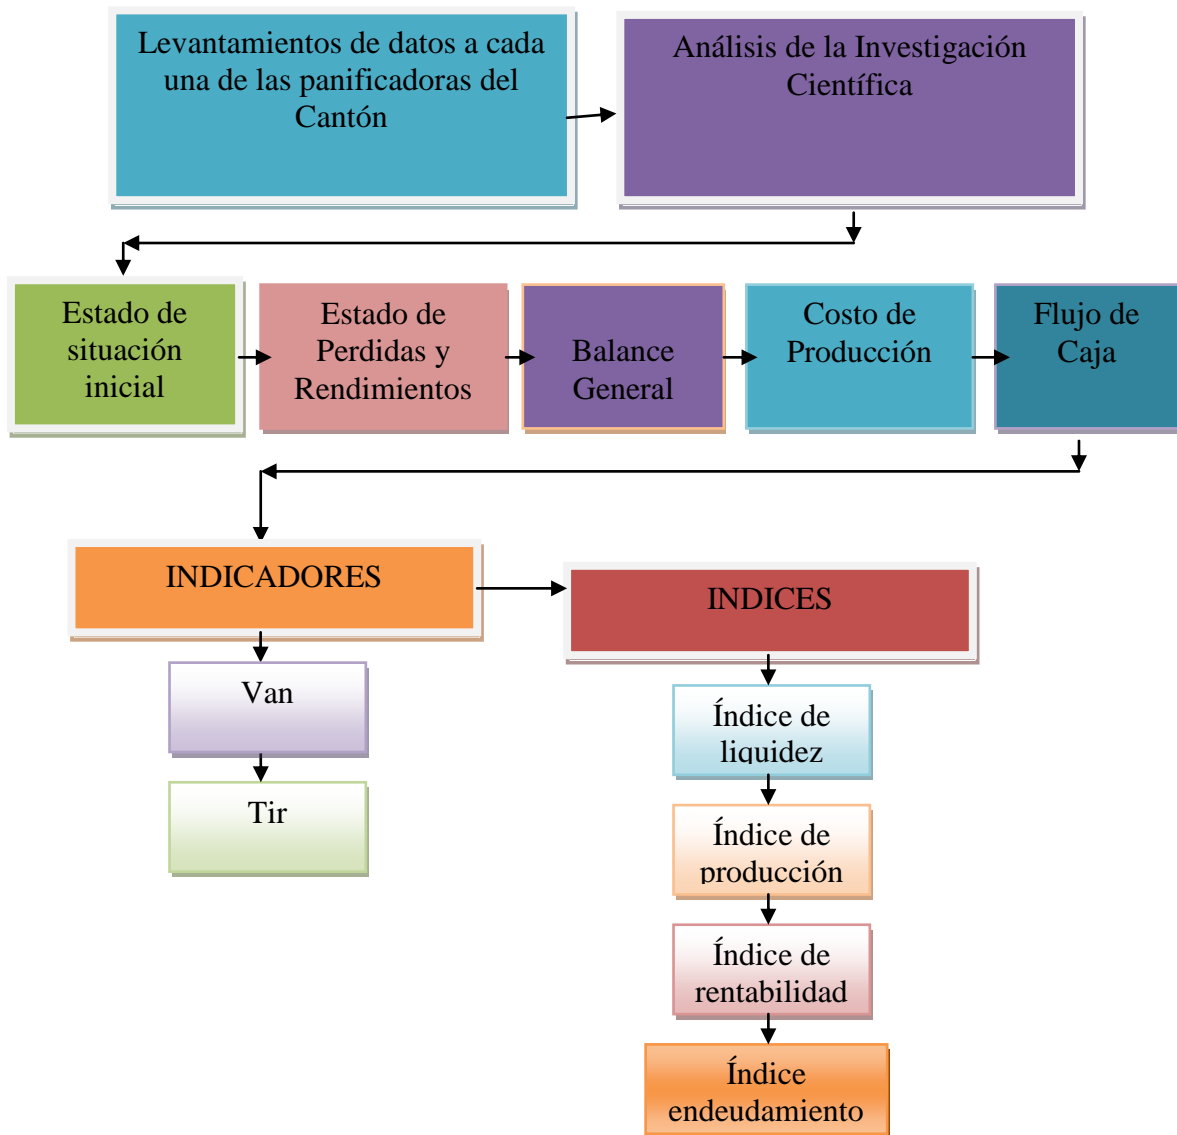 Levantamientos de datos a cada
una de las panificadoras del
Cantón
Análisis de la Investigación
Científica
Estado de
situación
inicial
Estado de
Perdidas y
Rendimientos
Balance
General
Costo de
Producción
Flujo de
Caja
INDICADORES
INDICES
Van
Tir
Índice de
liquidez
Índice de
producción
Índice de
rentabilidad
Índice
endeudamiento